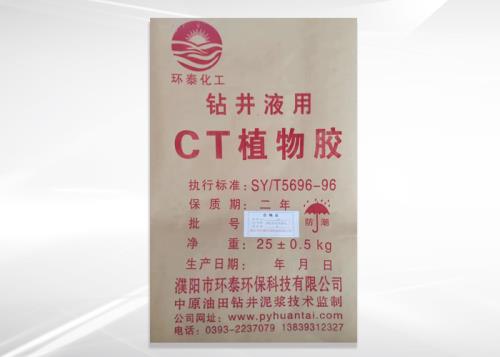 环泰化工
钻井液用
CT植物胶
执行标准: SY/T5696-96
保质期: 二年
批号
防潮
净重: 25±0.5kg
生产日期: 年 月 日
濮阳市环泰环保科技有限公司
中原油田钻井泥浆技术监制
公司网址: www.pyhuantai.com
电话: 0393-2237079 13839312327